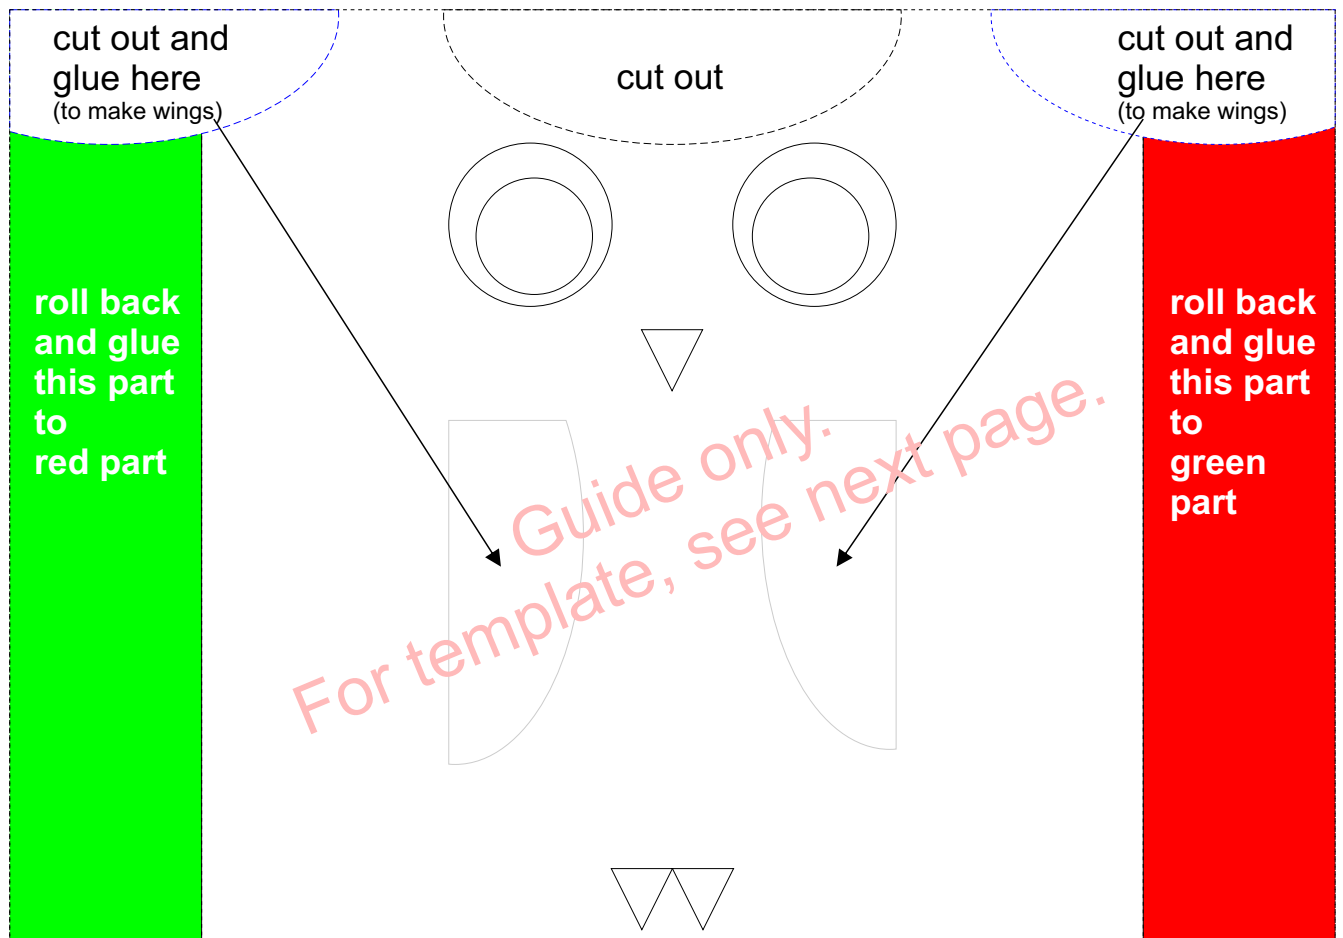 cut out and
glue here
(to make wings)
cut out
cut out and
glue here
(to make wings)
roll back
and glue
this part
to
red part
roll back
and glue
this part
to
green
part
Guide only.
For template, see next page.